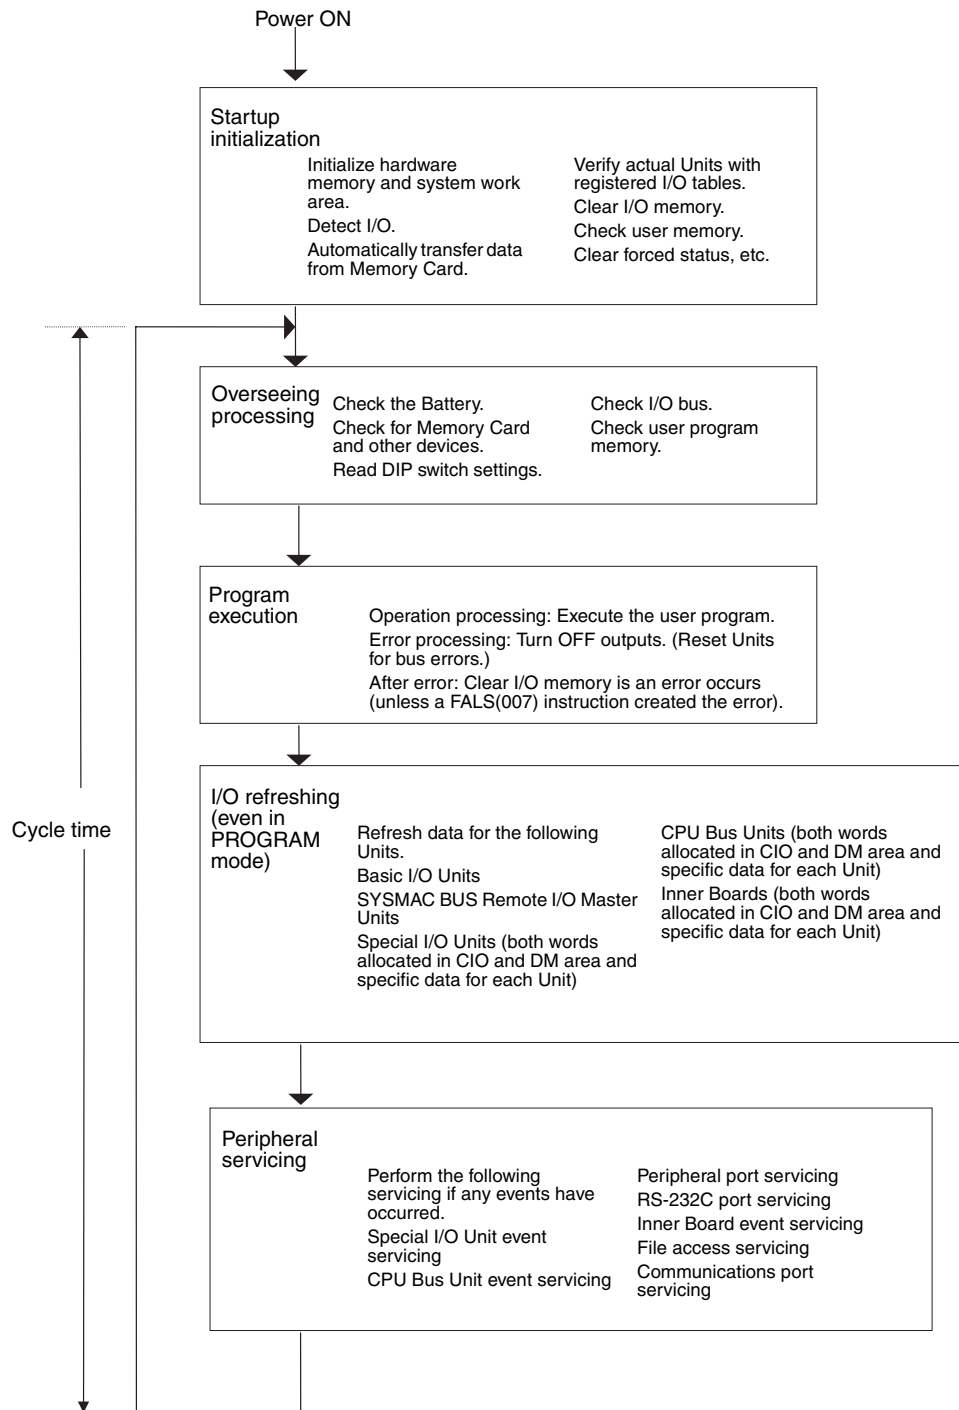 Power ON
Startup
initialization
Initialize hardware
memory and system work
area.
Detect I/O.
Automatically transfer data
from Memory Card.
Verify actual Units with
registered I/O tables.
Clear I/O memory.
Check user memory.
Clear forced status, etc.
Overseeing
processing
Check the Battery.
Check for Memory Card
and other devices.
Read DIP switch settings.
Check I/O bus.
Check user program
memory.
Program
execution
Operation processing: Execute the user program.
Error processing: Turn OFF outputs. (Reset Units
for bus errors.)
After error: Clear I/O memory is an error occurs
(unless a FALS(007) instruction created the error).
Cycle time
I/O refreshing
(even in
PROGRAM
mode)
Refresh data for the following
Units.
Basic I/O Units
SYSMAC BUS Remote I/O Master
Units
Special I/O Units (both words
allocated in CIO and DM area and
specific data for each Unit)
CPU Bus Units (both words
allocated in CIO and DM area and
specific data for each Unit)
Inner Boards (both words
allocated in CIO and DM area and
specific data for each Unit)
Peripheral
servicing
Perform the following
servicing if any events have
occurred.
Special I/O Unit event
servicing
CPU Bus Unit event servicing
Peripheral port servicing
RS-232C port servicing
Inner Board event servicing
File access servicing
Communications port
servicing